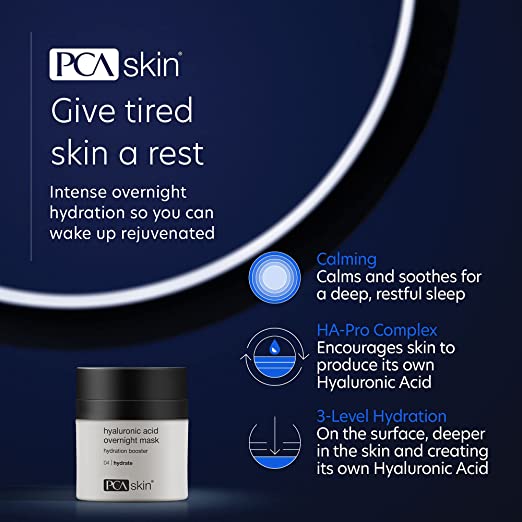 PCA skin®
Give tired
skin a rest
Intense overnight
hydration so you can
wake up rejuvenated
Calming
Calms and soothes for
a deep, restful sleep
HA-Pro Complex
Encourages skin to
produce its own
Hyaluronic Acid
3-Level Hydration
On the surface, deeper
in the skin and creating
its own Hyaluronic Acid
hyaluronic acid
overnight mask
hydration booster
04 | hydrate
PCA skin®